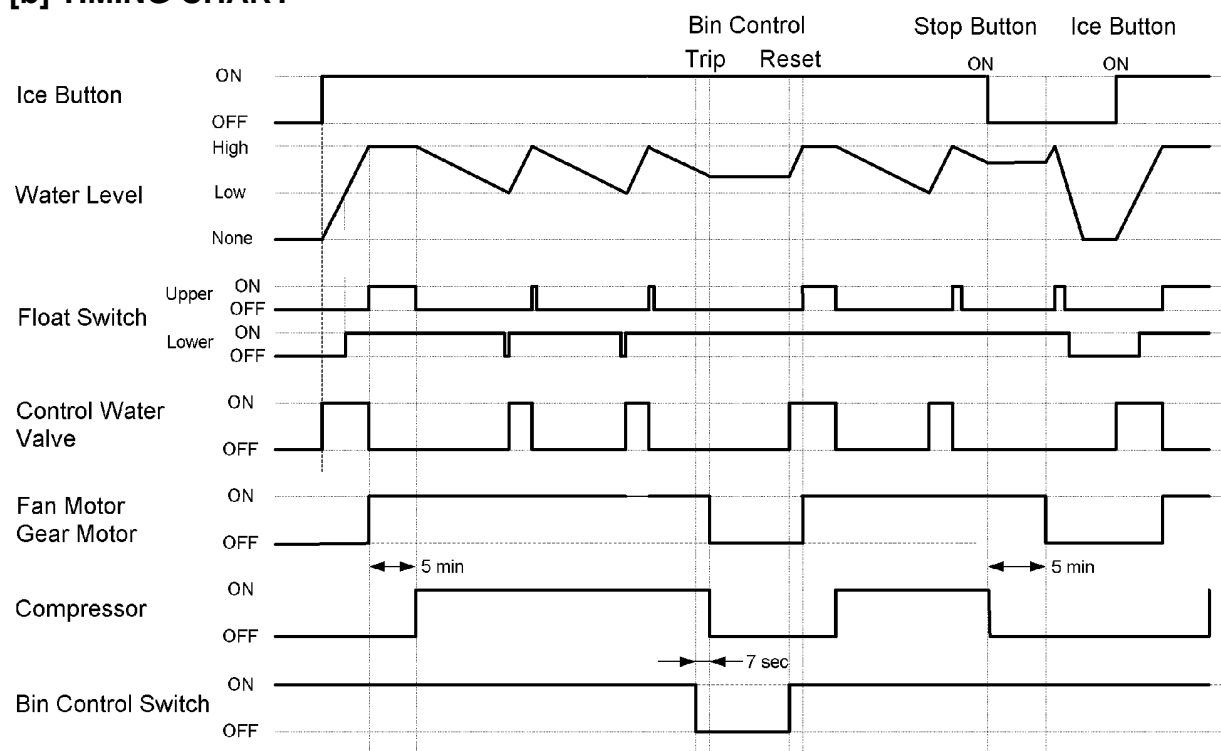 [b] TIMING CHART
Bin Control Stop Button Ice Button
Trip Reset ON ON
Ice Button ON
OFF
Water Level High
Low
None
Float Switch Upper ON
OFF
Lower ON
OFF
Control Water Valve ON
OFF
Fan Motor ON
Gear Motor OFF
5 min 5 min
Compressor ON
OFF
7 sec
Bin Control Switch ON
OFF